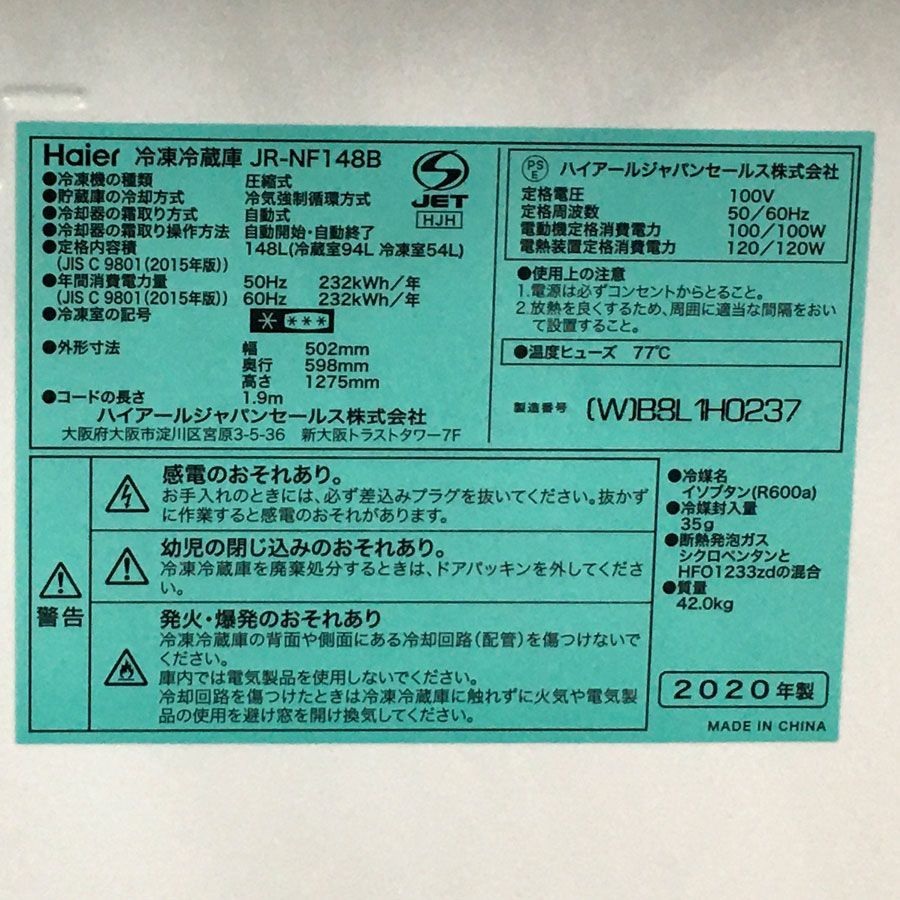 Haier 冷凍冷蔵庫 JR-NF148B
●冷凍機の種類 圧縮式
●貯蔵庫の冷却方式 冷気強制循環方式
●冷却器の霜取り方式 自動式
●冷却器の霜取り操作方法 自動開始・自動終了
●定格内容積 148L(冷蔵室94L 冷凍室54L)
(JIS C 9801(2015年版))
●年間消費電力量 50Hz 232kWh/年
(JIS C 9801(2015年版)) 60Hz 232kWh/年
●冷凍室の記号
●外形寸法 幅 502mm
奥行 598mm
高さ 1275mm
●コードの長さ 1.9m
ハイアールジャパンセールス株式会社
大阪府大阪市淀川区宮原3-5-36 新大阪トラストタワー7F
S
JET
HJH
PS
E ハイアールジャパンセールス株式会社
定格電圧 100V
定格周波数 50/60Hz
電動機定格消費電力 100/100W
電熱装置定格消費電力 120/120W
●使用上の注意
1.電源は必ずコンセントからとること。
2.放熱を良くするため、周囲に適当な間隔をおい
て設置すること。
●温度ヒューズ 77℃
製造番号 (W)B8L1H0237
警告
感電のおそれあり。
お手入れのときには、必ず差込みプラグを抜いてください。抜かず
に作業すると感電のおそれがあります。
幼児の閉じ込みのおそれあり。
冷凍冷蔵庫を廃棄処分するときは、ドアパッキンを外してくださ
い。
発火・爆発のおそれあり
冷凍冷蔵庫の背面や側面にある冷却回路(配管)を傷つけないで
ください。
庫内では電気製品を使用しないでください。
冷却回路を傷つけたときは冷凍冷蔵庫に触れずに火気や電気製
品の使用を避け窓を開け換気してください。
●冷媒名
イソブタン(R600a)
●冷媒封入量
35g
●断熱発泡ガス
シクロペンタンと
HFO1233zdの混合
●質量
42.0kg
2020年製
MADE IN CHINA